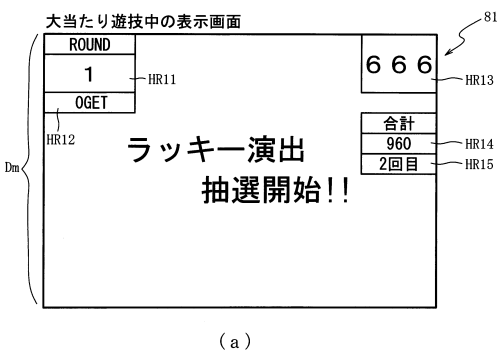 大当たり遊技中の表示画面
81
ROUND
1
HR11
0GET
HR12
666
HR13
合計
960
HR14
2回目
HR15
ラッキー演出
抽選開始!!
Dm
(a)